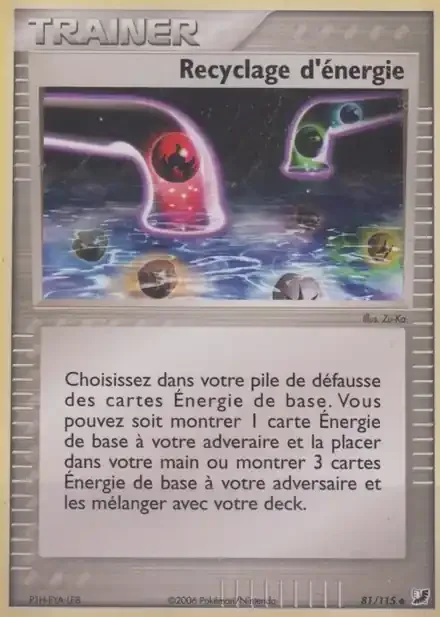 TRAINER
Recyclage d'énergie
Illus. Zu-Ka
Choisissez dans votre pile de défausse
des cartes Énergie de base. Vous
pouvez soit montrer 1 carte Énergie
de base à votre adveraire et la placer
dans votre main ou montrer 3 cartes
Énergie de base à votre adversaire et
les mélanger avec votre deck.
©2006 Pokémon/Nintendo
81/115